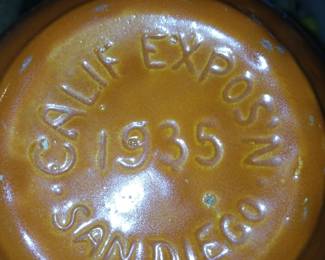 CALIF EXPOS'N
1935
SAN DIEGO